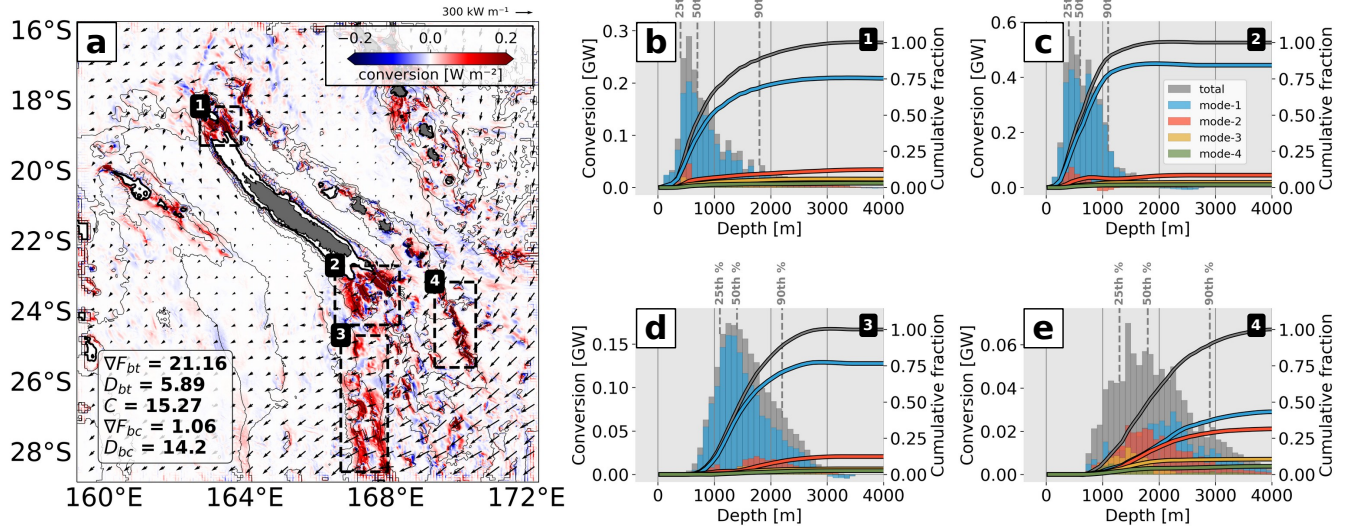 300 kW m⁻¹
16°S
18°S
20°S
22°S
24°S
26°S
28°S
160°E
164°E
168°E
172°E
a
−0.2 0.0 0.2
conversion [W m⁻²]
1
2
3
4
∇F_bt = 21.16
D_bt = 5.89
C = 15.27
∇F_bc = 1.06
D_bc = 14.2
b
1
25th
50th
90th
Conversion [GW]
0.3
0.2
0.1
0.0
1.00
0.75
0.50
0.25
0.00
Cumulative fraction
0 1000 2000 3000 4000
Depth [m]
c
2
25th
50th
90th
Conversion [GW]
0.6
0.4
0.2
0.0
total
mode-1
mode-2
mode-3
mode-4
1.00
0.75
0.50
0.25
0.00
Cumulative fraction
0 1000 2000 3000 4000
Depth [m]
d
3
25th %
50th %
90th %
Conversion [GW]
0.15
0.10
0.05
0.00
1.00
0.75
0.50
0.25
0.00
Cumulative fraction
0 1000 2000 3000 4000
Depth [m]
e
4
25th %
50th %
90th %
Conversion [GW]
0.06
0.04
0.02
0.00
1.00
0.75
0.50
0.25
0.00
Cumulative fraction
0 1000 2000 3000 4000
Depth [m]